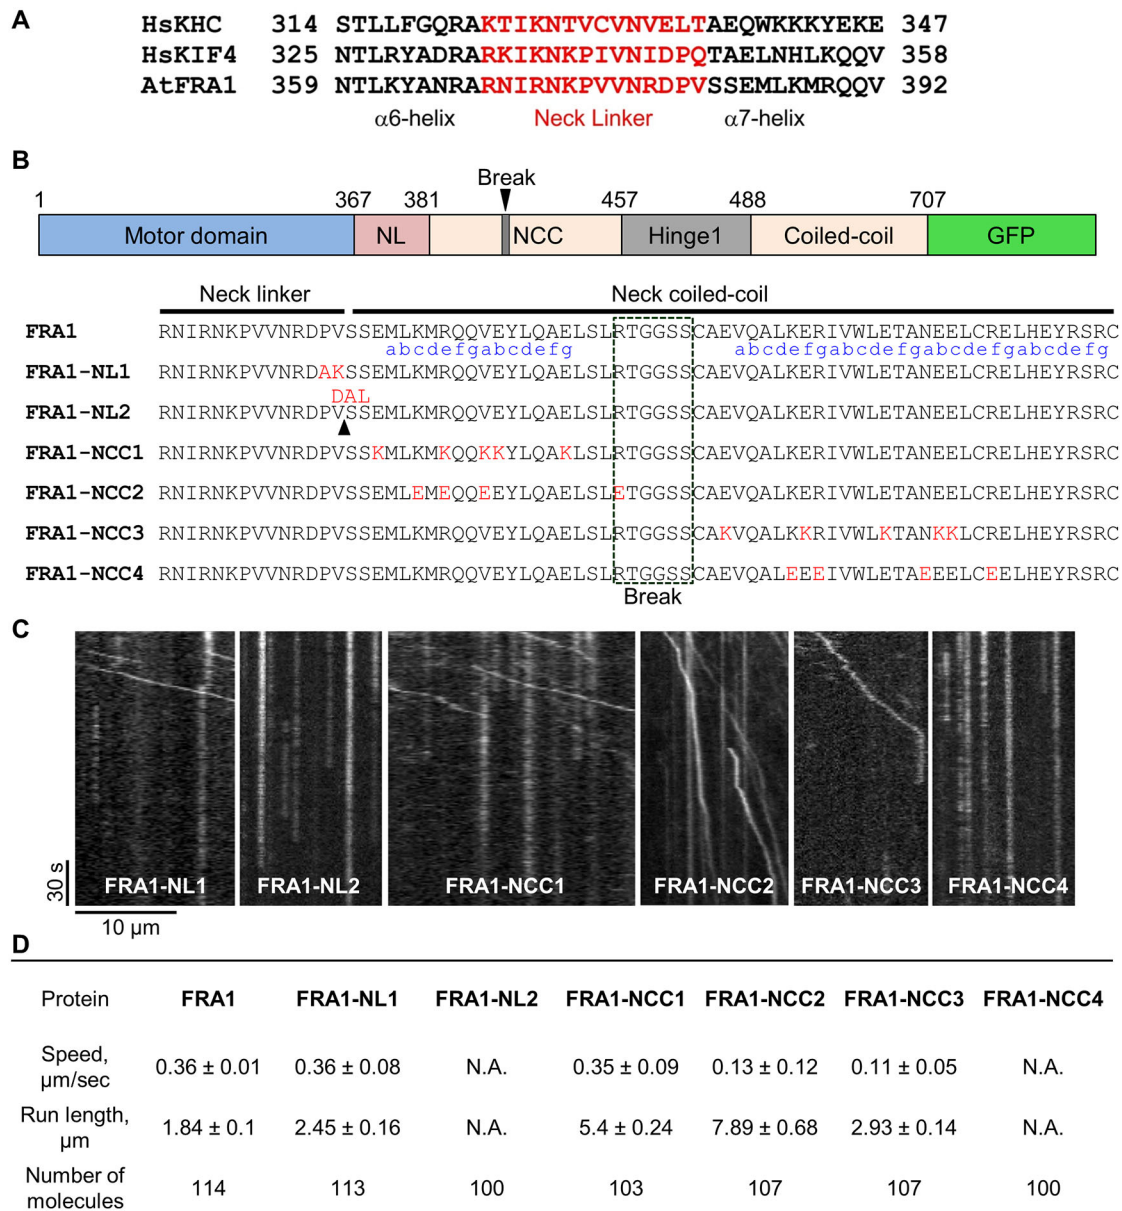 A
HsKHC 314 STLLFGQRAKTIKNTVCVNVELTAEQWKKKYEKE 347
HsKIF4 325 NTLRYADRARKIKNKPIVNIDPQTAELNHLKQQV 358
AtFRA1 359 NTLKYANRARNIRNKPVVNRDPVSSEMLKMRQQV 392
α6-helix Neck Linker α7-helix
B
Break
1 367 381 457 488 707
Motor domain NL NCC Hinge1 Coiled-coil GFP
Neck linker Neck coiled-coil
FRA1 RNIRNKPVVNRDPVSSEMLKMRQQVEYLQAELSLRTGGSSCAEVQALKERIVWLETANEELCRELHEYRSRC
abcdefgabcdefg abcdefgabcdefgabcdefgabcdefg
FRA1-NL1 RNIRNKPVVNRDAKSSEMLKMRQQVEYLQAELSLRTGGSSCAEVQALKERIVWLETANEELCRELHEYRSRC
DAL
FRA1-NL2 RNIRNKPVVNRDPVSSEMLKMRQQVEYLQAELSLRTGGSSCAEVQALKERIVWLETANEELCRELHEYRSRC
FRA1-NCC1 RNIRNKPVVNRDPVSSKMLKMKQQKKYLQAKLSLRTGGSSCAEVQALKERIVWLETANEELCRELHEYRSRC
FRA1-NCC2 RNIRNKPVVNRDPVSSEMLEMEQQEEYLQAELSLETGGSSCAEVQALKERIVWLETANEELCRELHEYRSRC
FRA1-NCC3 RNIRNKPVVNRDPVSSEMLKMRQQVEYLQAELSLRTGGSSCAKVQALKKRIVWLKTANKKLCRELHEYRSRC
FRA1-NCC4 RNIRNKPVVNRDPVSSEMLKMRQQVEYLQAELSLRTGGSSCAEVQALEEEIVWLETAEEELCEELHEYRSRC
Break
C
30 s
FRA1-NL1 FRA1-NL2 FRA1-NCC1 FRA1-NCC2 FRA1-NCC3 FRA1-NCC4
10 µm
D
Protein FRA1 FRA1-NL1 FRA1-NL2 FRA1-NCC1 FRA1-NCC2 FRA1-NCC3 FRA1-NCC4
Speed,
µm/sec 0.36 ± 0.01 0.36 ± 0.08 N.A. 0.35 ± 0.09 0.13 ± 0.12 0.11 ± 0.05 N.A.
Run length,
µm 1.84 ± 0.1 2.45 ± 0.16 N.A. 5.4 ± 0.24 7.89 ± 0.68 2.93 ± 0.14 N.A.
Number of
molecules 114 113 100 103 107 107 100